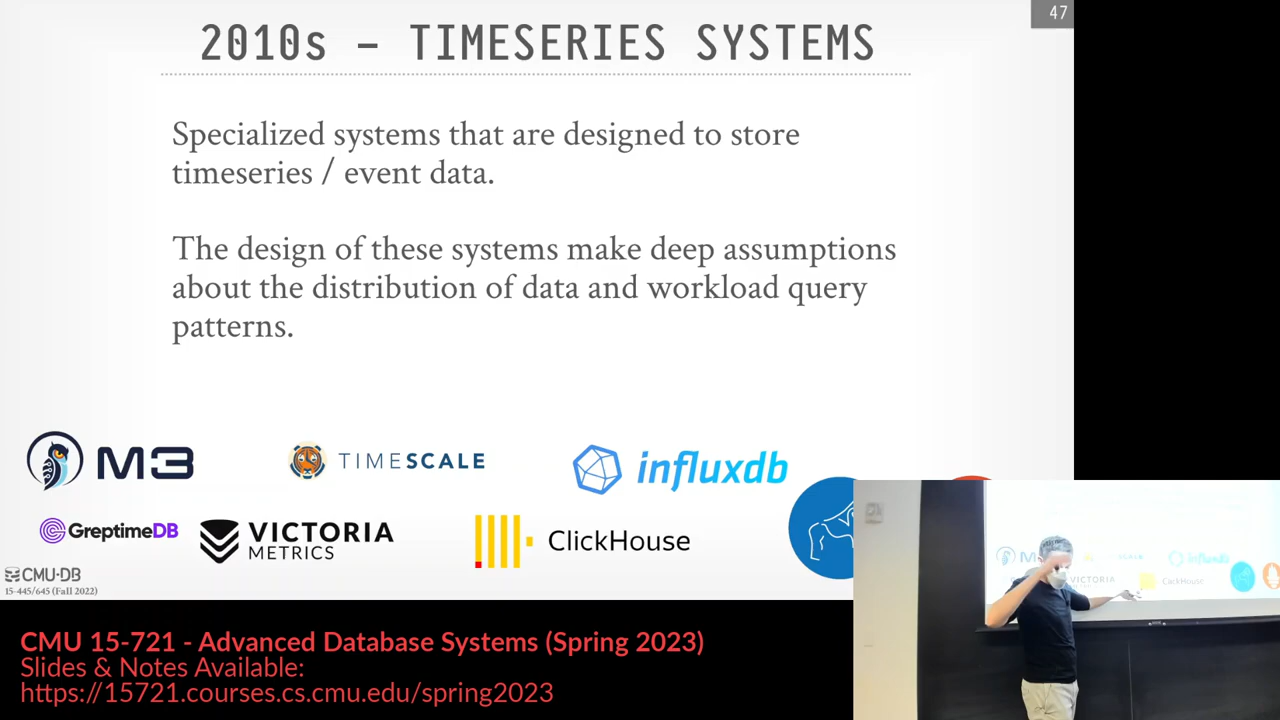 47
2010s – TIMESERIES SYSTEMS
Specialized systems that are designed to store
timeseries / event data.
The design of these systems make deep assumptions
about the distribution of data and workload query
patterns.
M3
TIMESCALE
influxdb
GreptimeDB
VICTORIA
METRICS
ClickHouse
CMU·DB
15-445/645 (Fall 2022)
CMU 15-721 - Advanced Database Systems (Spring 2023)
Slides & Notes Available:
https://15721.courses.cs.cmu.edu/spring2023
influxdb
VICTORIA
ClickHouse